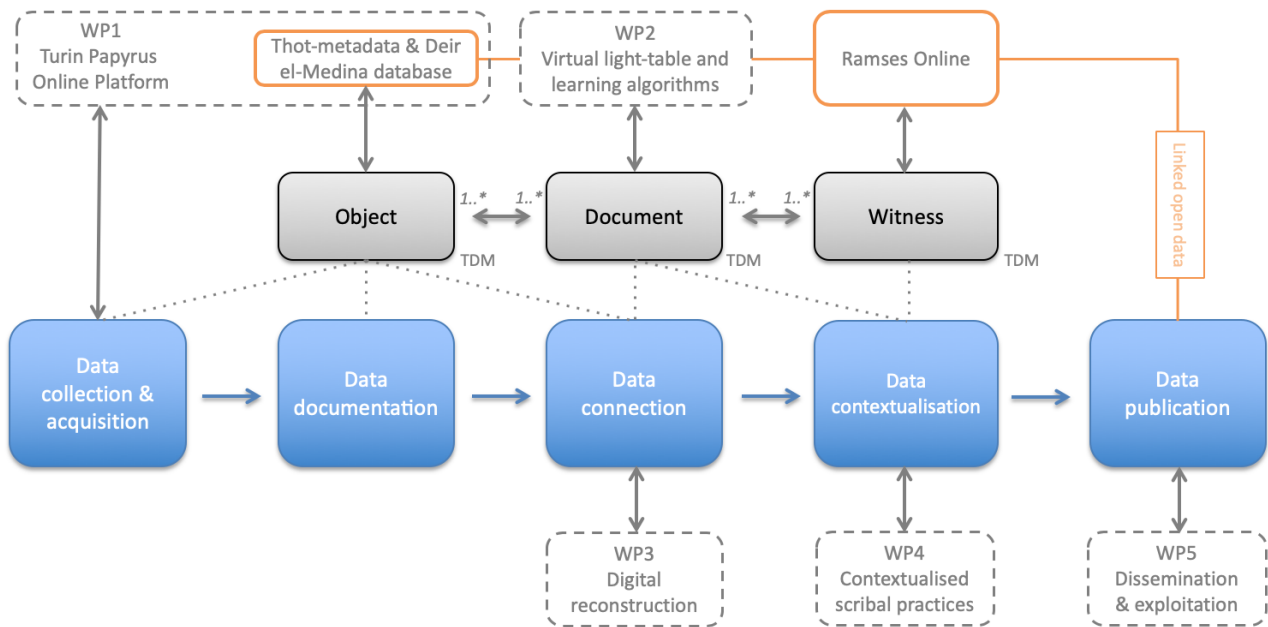 WP1
Turin Papyrus
Online Platform
Thot-metadata & Deir
el-Medina database
WP2
Virtual light-table and
learning algorithms
Ramses Online
Linked open data
Object
1..*
1..*
Document
1..*
1..*
Witness
TDM
TDM
TDM
Data
collection &
acquisition
Data
documentation
Data
connection
Data
contextualisation
Data
publication
WP3
Digital
reconstruction
WP4
Contextualised
scribal practices
WP5
Dissemination
& exploitation